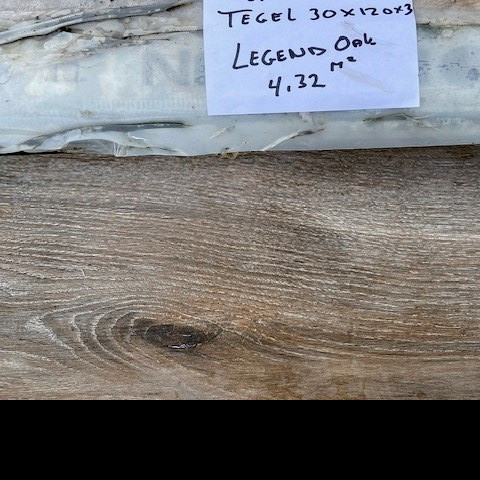 TEGEL 30x120x3
LEGEND Oak
4.32 M²